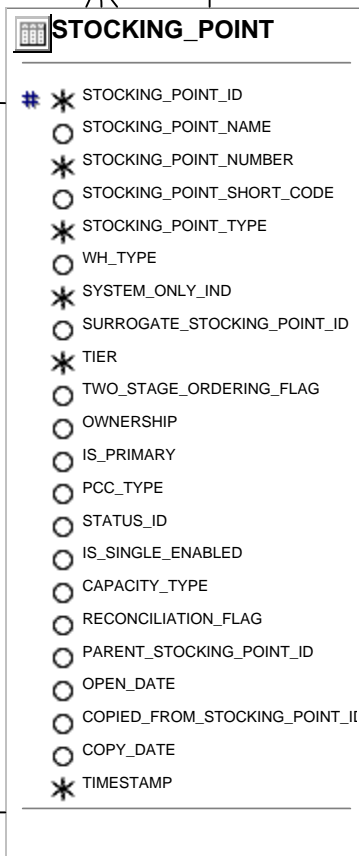 STOCKING_POINT
# * STOCKING_POINT_ID
STOCKING_POINT_NAME
* STOCKING_POINT_NUMBER
STOCKING_POINT_SHORT_CODE
* STOCKING_POINT_TYPE
WH_TYPE
* SYSTEM_ONLY_IND
SURROGATE_STOCKING_POINT_ID
* TIER
TWO_STAGE_ORDERING_FLAG
OWNERSHIP
IS_PRIMARY
PCC_TYPE
STATUS_ID
IS_SINGLE_ENABLED
CAPACITY_TYPE
RECONCILIATION_FLAG
PARENT_STOCKING_POINT_ID
OPEN_DATE
COPIED_FROM_STOCKING_POINT_ID
COPY_DATE
* TIMESTAMP